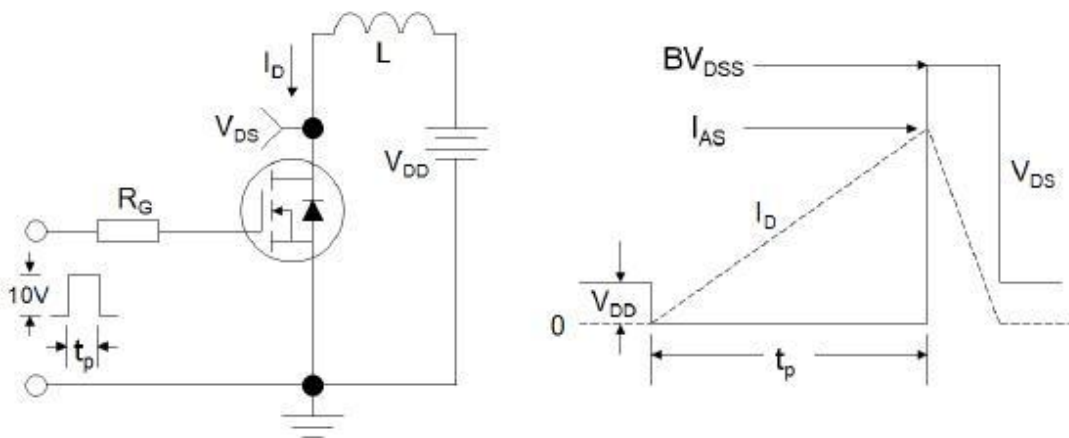 L
I_D
V_DS
V_DD
R_G
10V
t_p
BV_DSS
I_AS
V_DS
I_D
V_DD
0
t_p